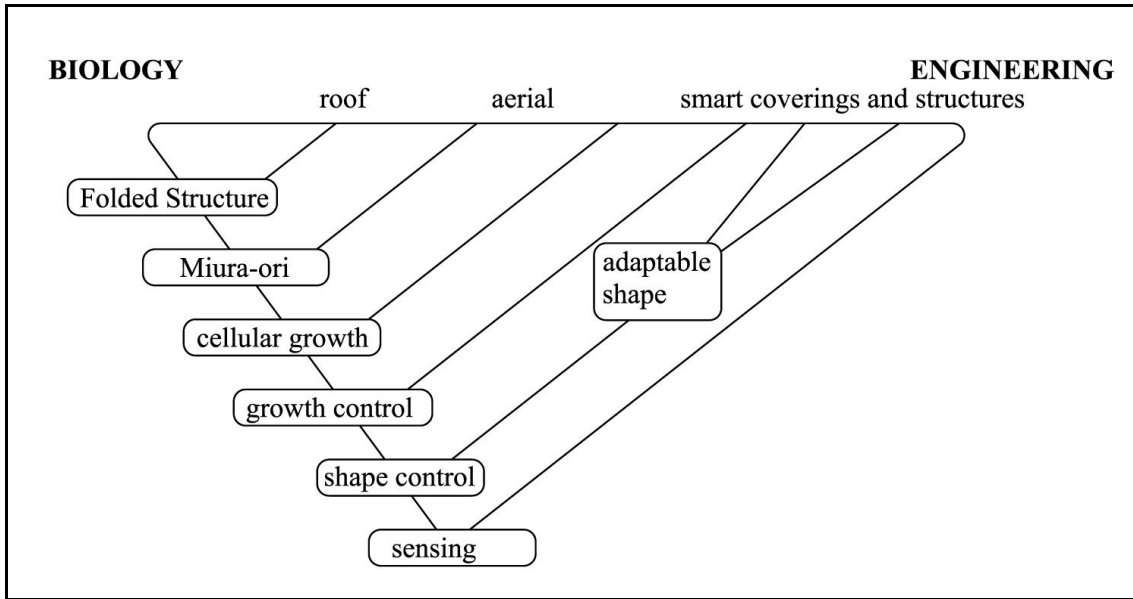 BIOLOGY
ENGINEERING
roof
aerial
smart coverings and structures
Folded Structure
Miura-ori
adaptable
shape
cellular growth
growth control
shape control
sensing